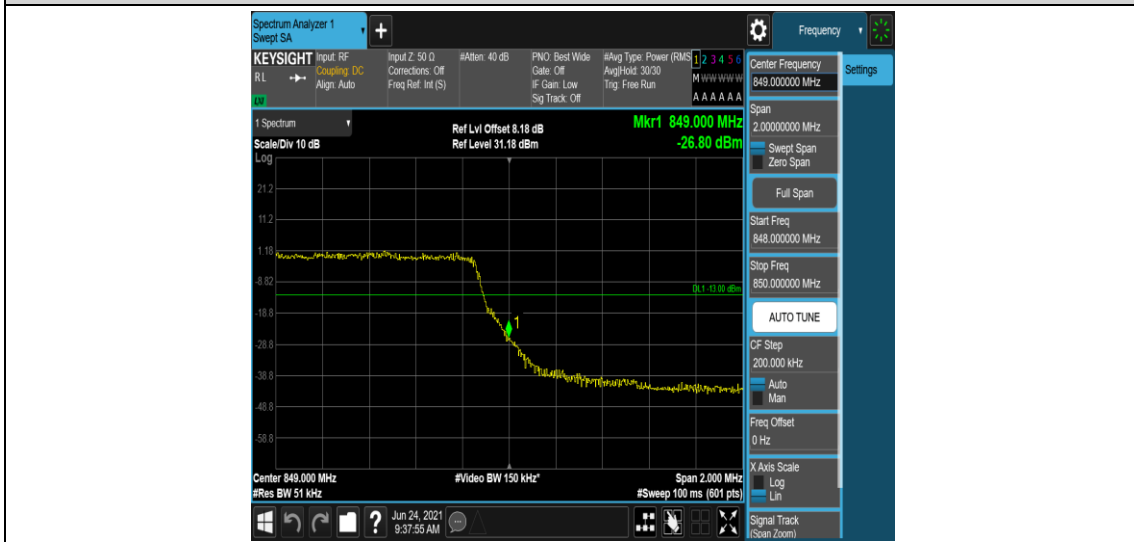 Spectrum Analyzer 1
Swept SA
+
Frequency
KEYSIGHT
RL
Input: RF
Coupling: DC
Align: Auto
Input Z: 50 Ω
Corrections: Off
Freq Ref: Int (S)
#Atten: 40 dB
PNO: Best Wide
Gate: Off
IF Gain: Low
Sig Track: Off
#Avg Type: Power (RMS
Avg|Hold: 30/30
Trig: Free Run
1 2 3 4 5 6
M W W W W W
A A A A A A
1 Spectrum
Scale/Div 10 dB
Ref Lvl Offset 8.18 dB
Ref Level 31.18 dBm
Mkr1 849.000 MHz
-26.80 dBm
Log
21.2
11.2
1.18
-8.82
-18.8
-28.8
-38.8
-48.8
-58.8
DL1 -13.00 dBm
1
Center 849.000 MHz
#Res BW 51 kHz
#Video BW 150 kHz*
Span 2.000 MHz
#Sweep 100 ms (601 pts)
?
Jun 24, 2021
9:37:55 AM
Center Frequency
849.000000 MHz
Settings
Span
2.00000000 MHz
Swept Span
Zero Span
Full Span
Start Freq
848.000000 MHz
Stop Freq
850.000000 MHz
AUTO TUNE
CF Step
200.000 kHz
Auto
Man
Freq Offset
0 Hz
X Axis Scale
Log
Lin
Signal Track
(Span Zoom)